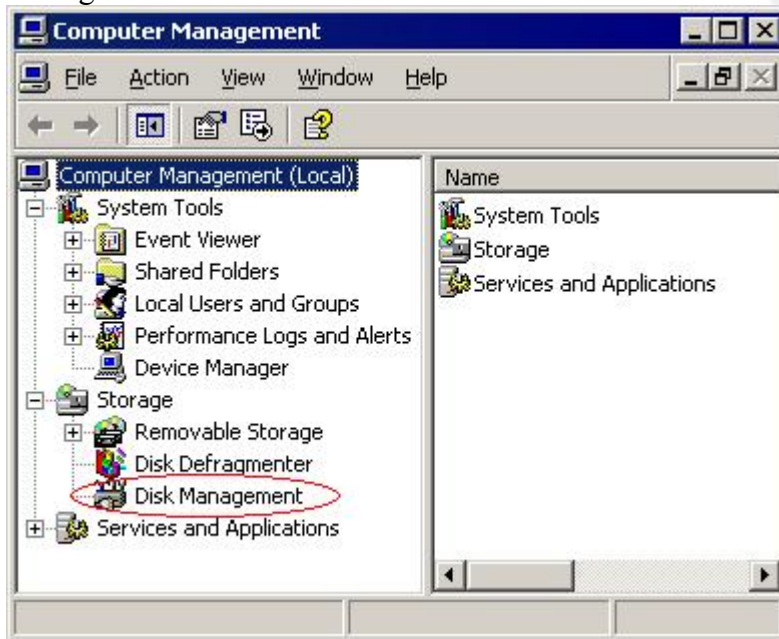 Computer Management
File Action View Window Help
Computer Management (Local)
System Tools
Event Viewer
Shared Folders
Local Users and Groups
Performance Logs and Alerts
Device Manager
Storage
Removable Storage
Disk Defragmenter
Disk Management
Services and Applications
Name
System Tools
Storage
Services and Applications